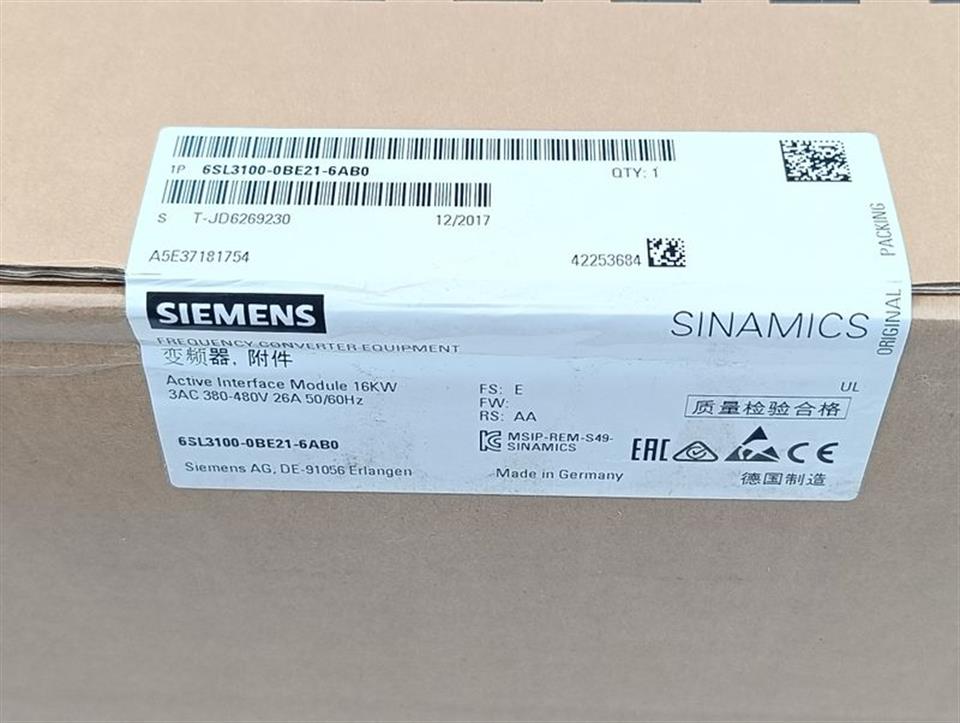 1P 6SL3100-0BE21-6AB0 QTY: 1
S T-JD6269230 12/2017
A5E37181754 42253684
ORIGINAL PACKING
SIEMENS SINAMICS
FREQUENCY CONVERTER EQUIPMENT
变频器, 附件
Active Interface Module 16KW FS: E UL
3AC 380-480V 26A 50/60Hz FW:
RS: AA 质量检验合格
6SL3100-0BE21-6AB0 MSIP-REM-S49-
SINAMICS EAC CE
Siemens AG, DE-91056 Erlangen Made in Germany 德国制造